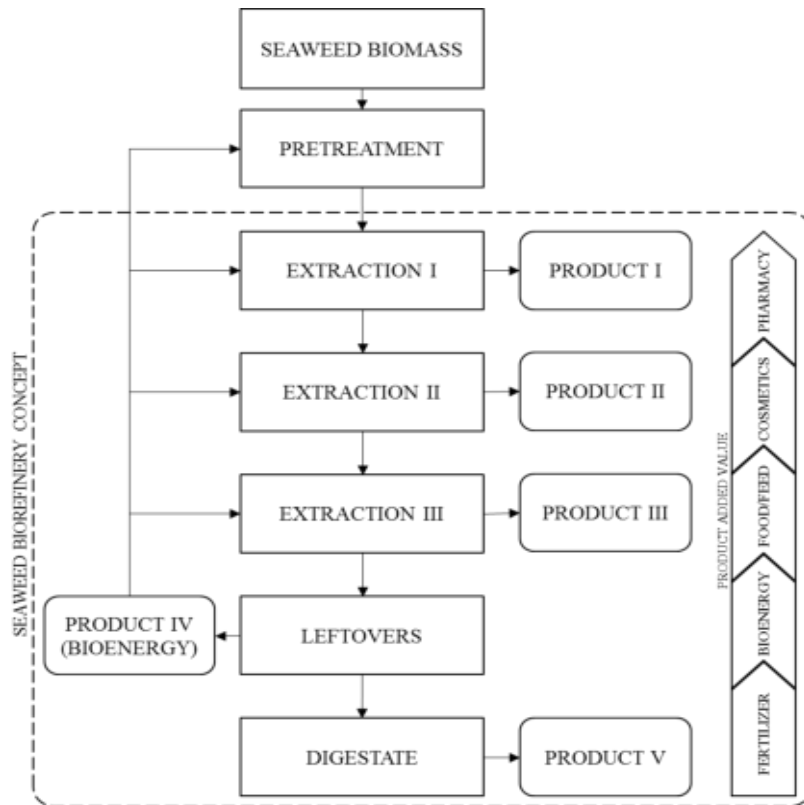 SEAWEED BIOMASS
PRETREATMENT
EXTRACTION I
PRODUCT I
EXTRACTION II
PRODUCT II
EXTRACTION III
PRODUCT III
PRODUCT IV
(BIOENERGY)
LEFTOVERS
DIGESTATE
PRODUCT V
SEAWEED BIOREFINERY CONCEPT
PRODUCT ADDED VALUE
PHARMACY
COSMETICS
FOOD/FEED
BIOENERGY
FERTILIZER